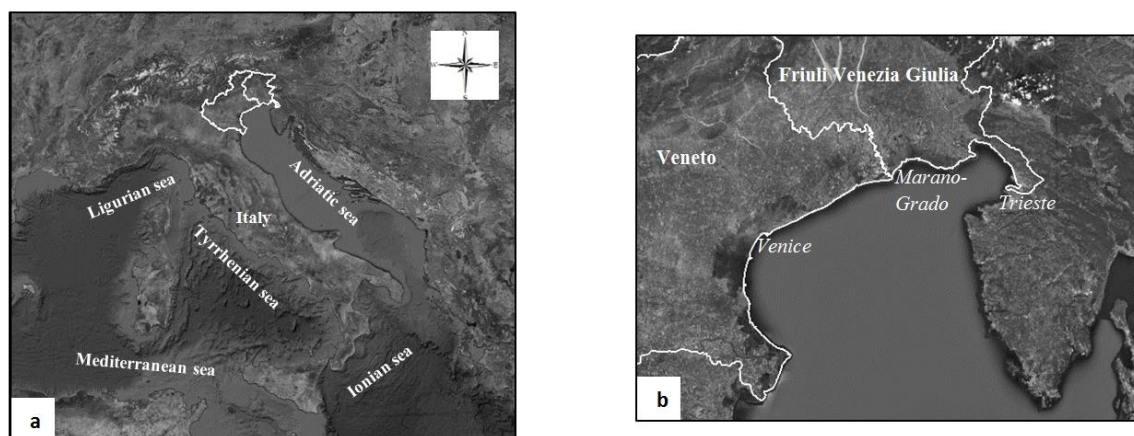 N
W
E
S
Adriatic sea
Ligurian sea
Italy
Tyrrhenian sea
Mediterranean sea
Ionian sea
a
Friuli Venezia Giulia
Veneto
Marano-
Grado
Trieste
Venice
b